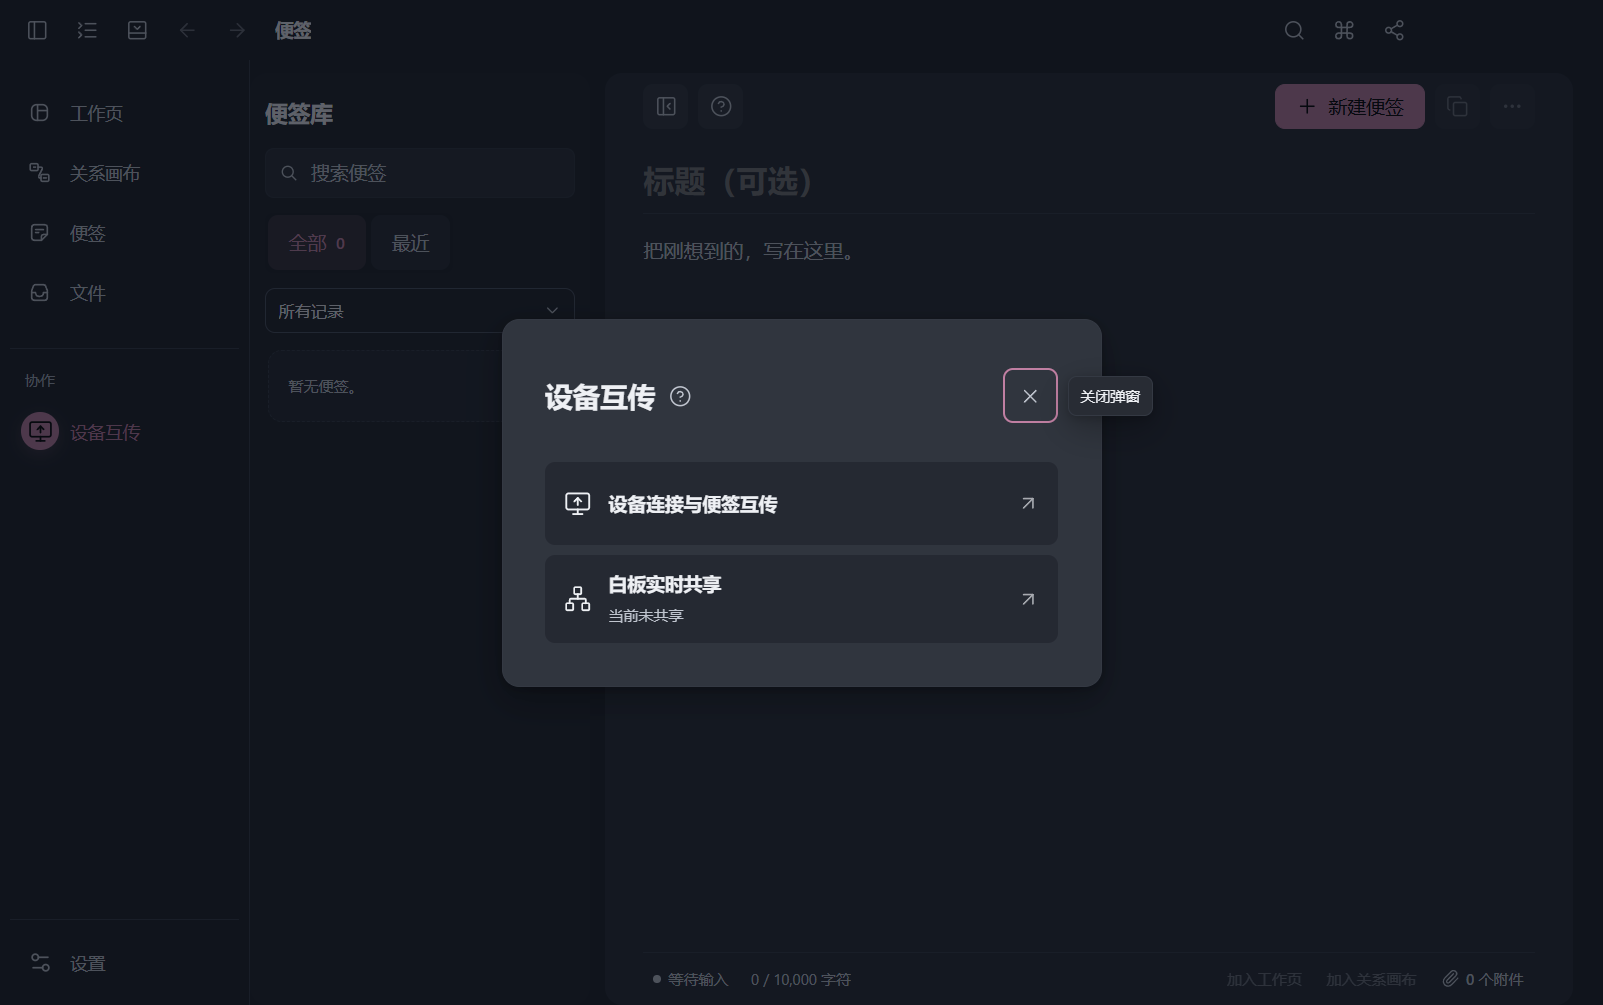 便签
工作页
关系画布
便签
文件
协作
设备互传
设置
便签库
搜索便签
全部 0
最近
所有记录
暂无便签。
新建便签
标题（可选）
把刚想到的，写在这里。
设备互传
关闭弹窗
设备连接与便签互传
白板实时共享
当前未共享
等待输入
0 / 10,000 字符
加入工作页
加入关系画布
0 个附件